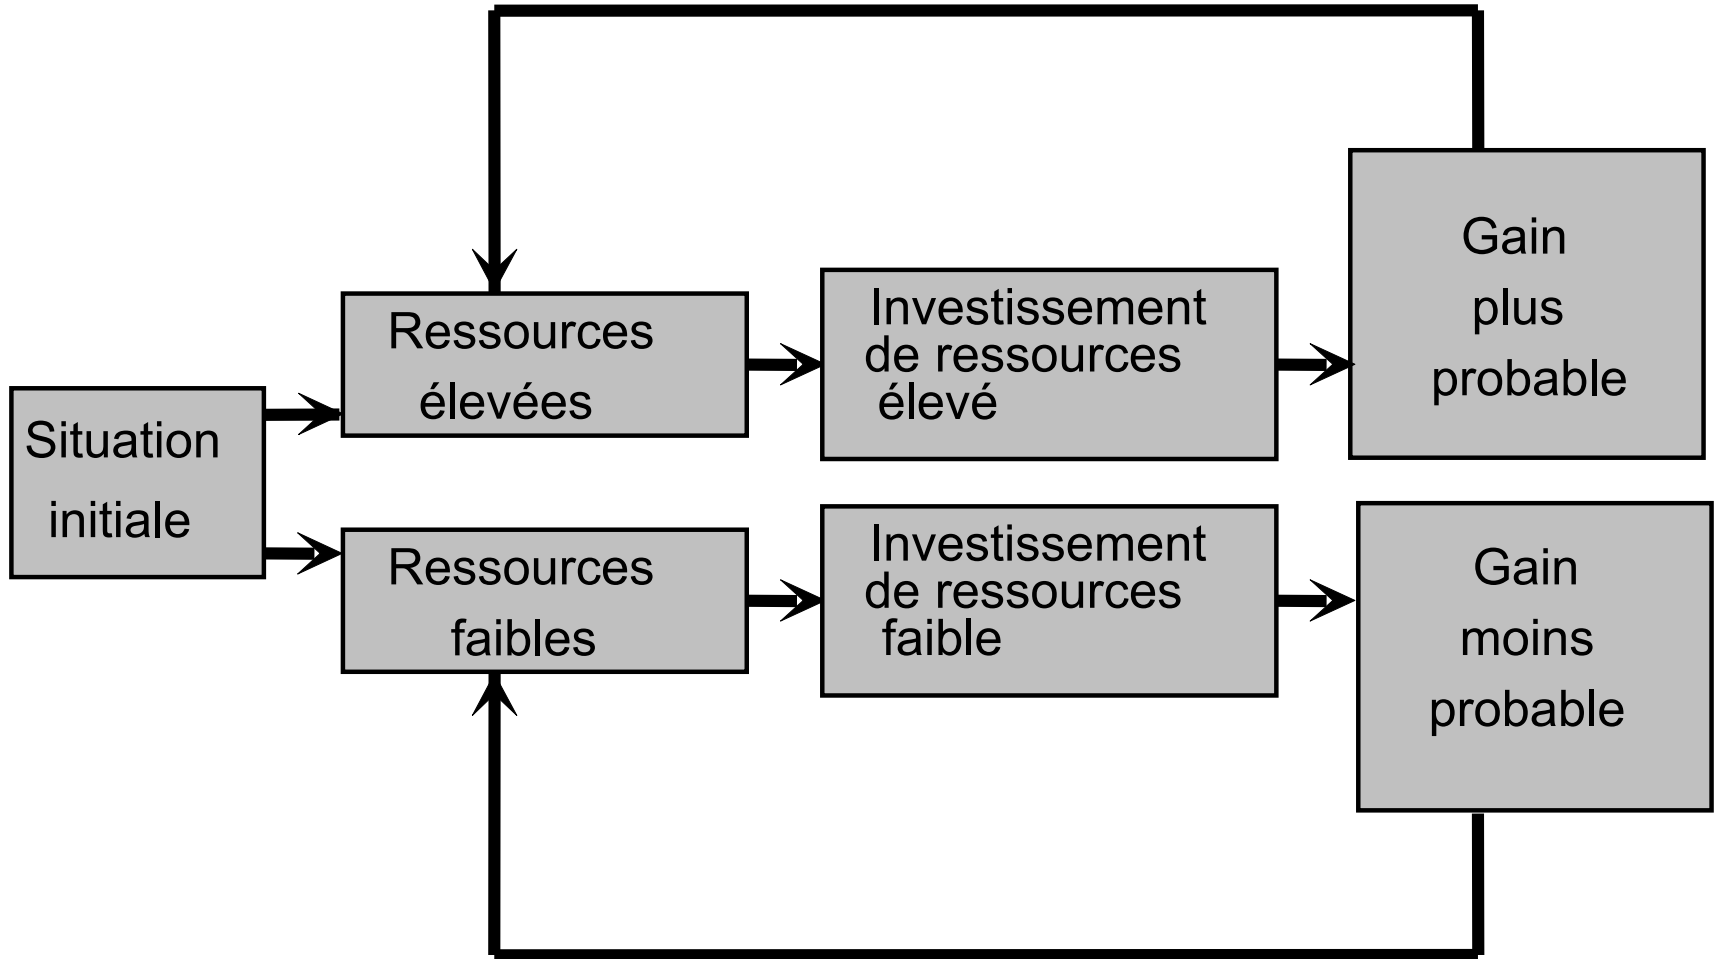 Situation
initiale
Ressources
élevées
Investissement
de ressources
élevé
Gain
plus
probable
Ressources
faibles
Investissement
de ressources
faible
Gain
moins
probable